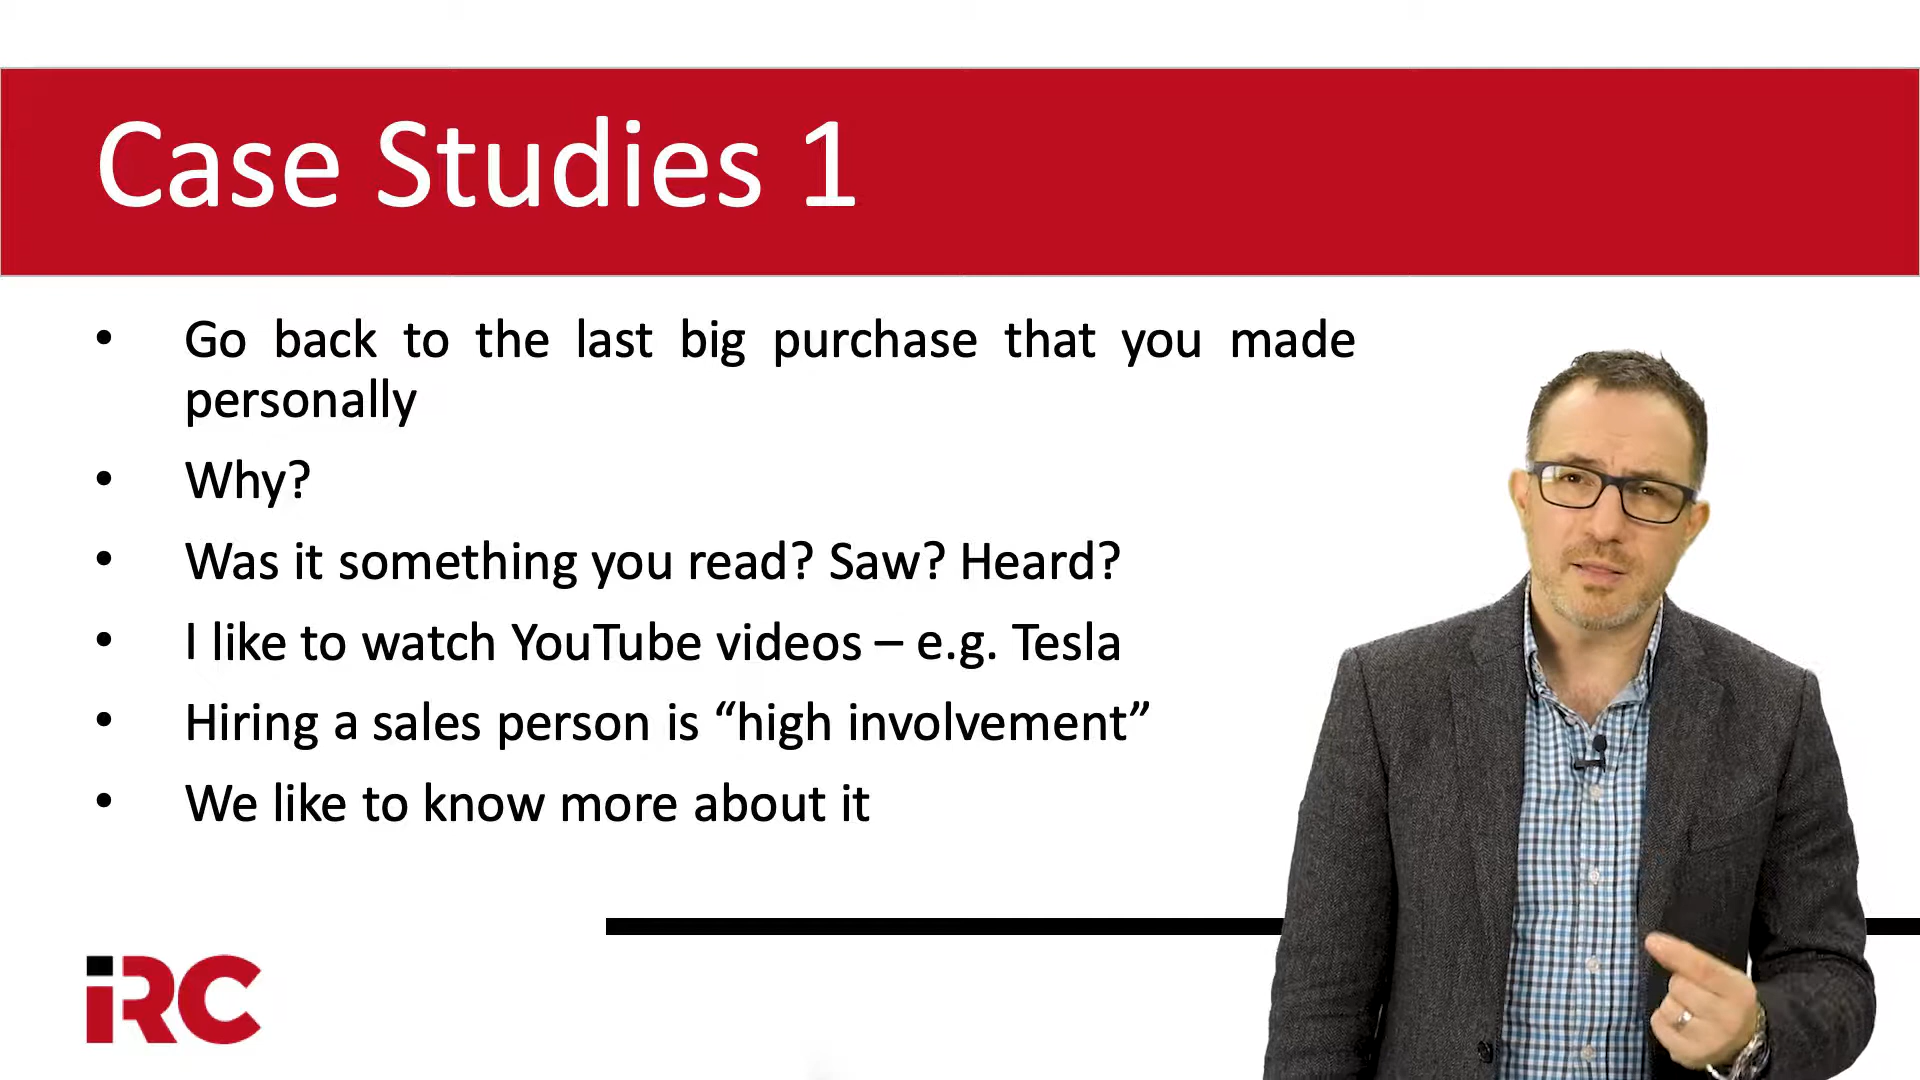 Case Studies 1
• Go back to the last big purchase that you made
personally
• Why?
• Was it something you read? Saw? Heard?
• I like to watch YouTube videos – e.g. Tesla
• Hiring a sales person is “high involvement”
• We like to know more about it
iRC